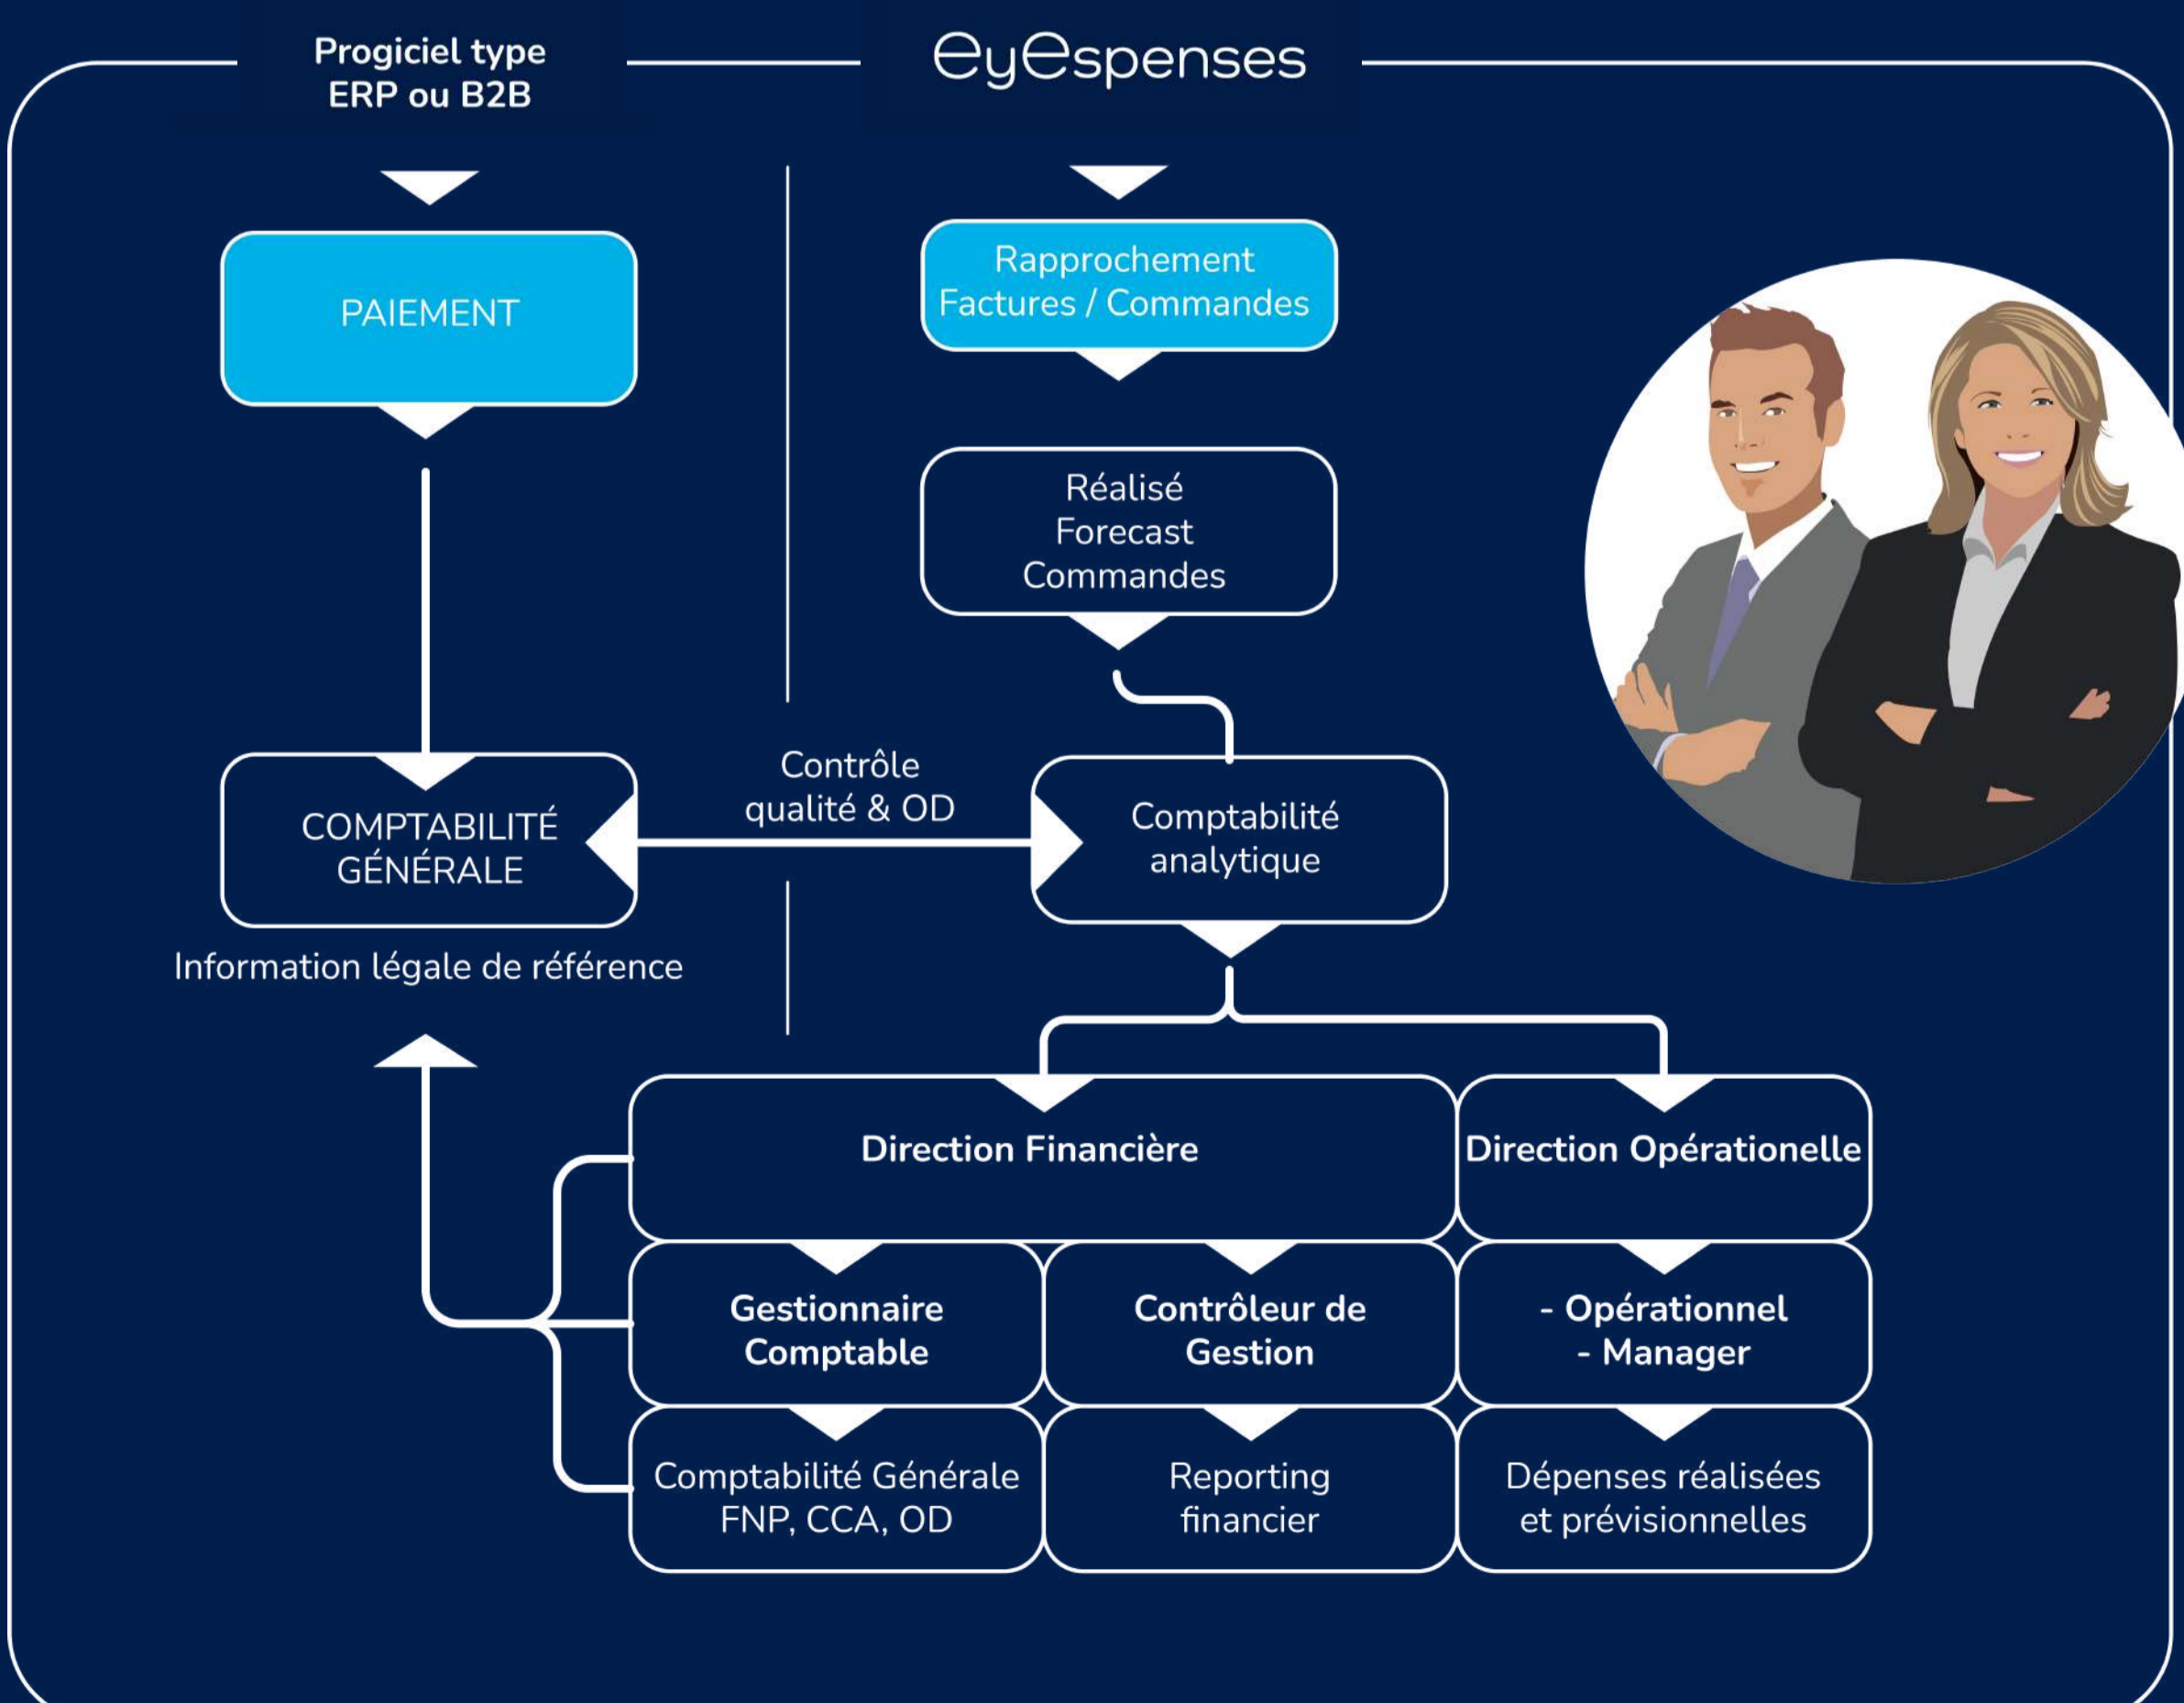 Progiciel type
ERP ou B2B
eyespenses
PAIEMENT
Rapprochement
Factures / Commandes
Réalisé
Forecast
Commandes
COMPTABILITÉ
GÉNÉRALE
Contrôle
qualité & OD
Comptabilité
analytique
Information légale de référence
Direction Financière
Direction Opérationelle
Gestionnaire
Comptable
Contrôleur de
Gestion
- Opérationnel
- Manager
Comptabilité Générale
FNP, CCA, OD
Reporting
financier
Dépenses réalisées
et prévisionnelles